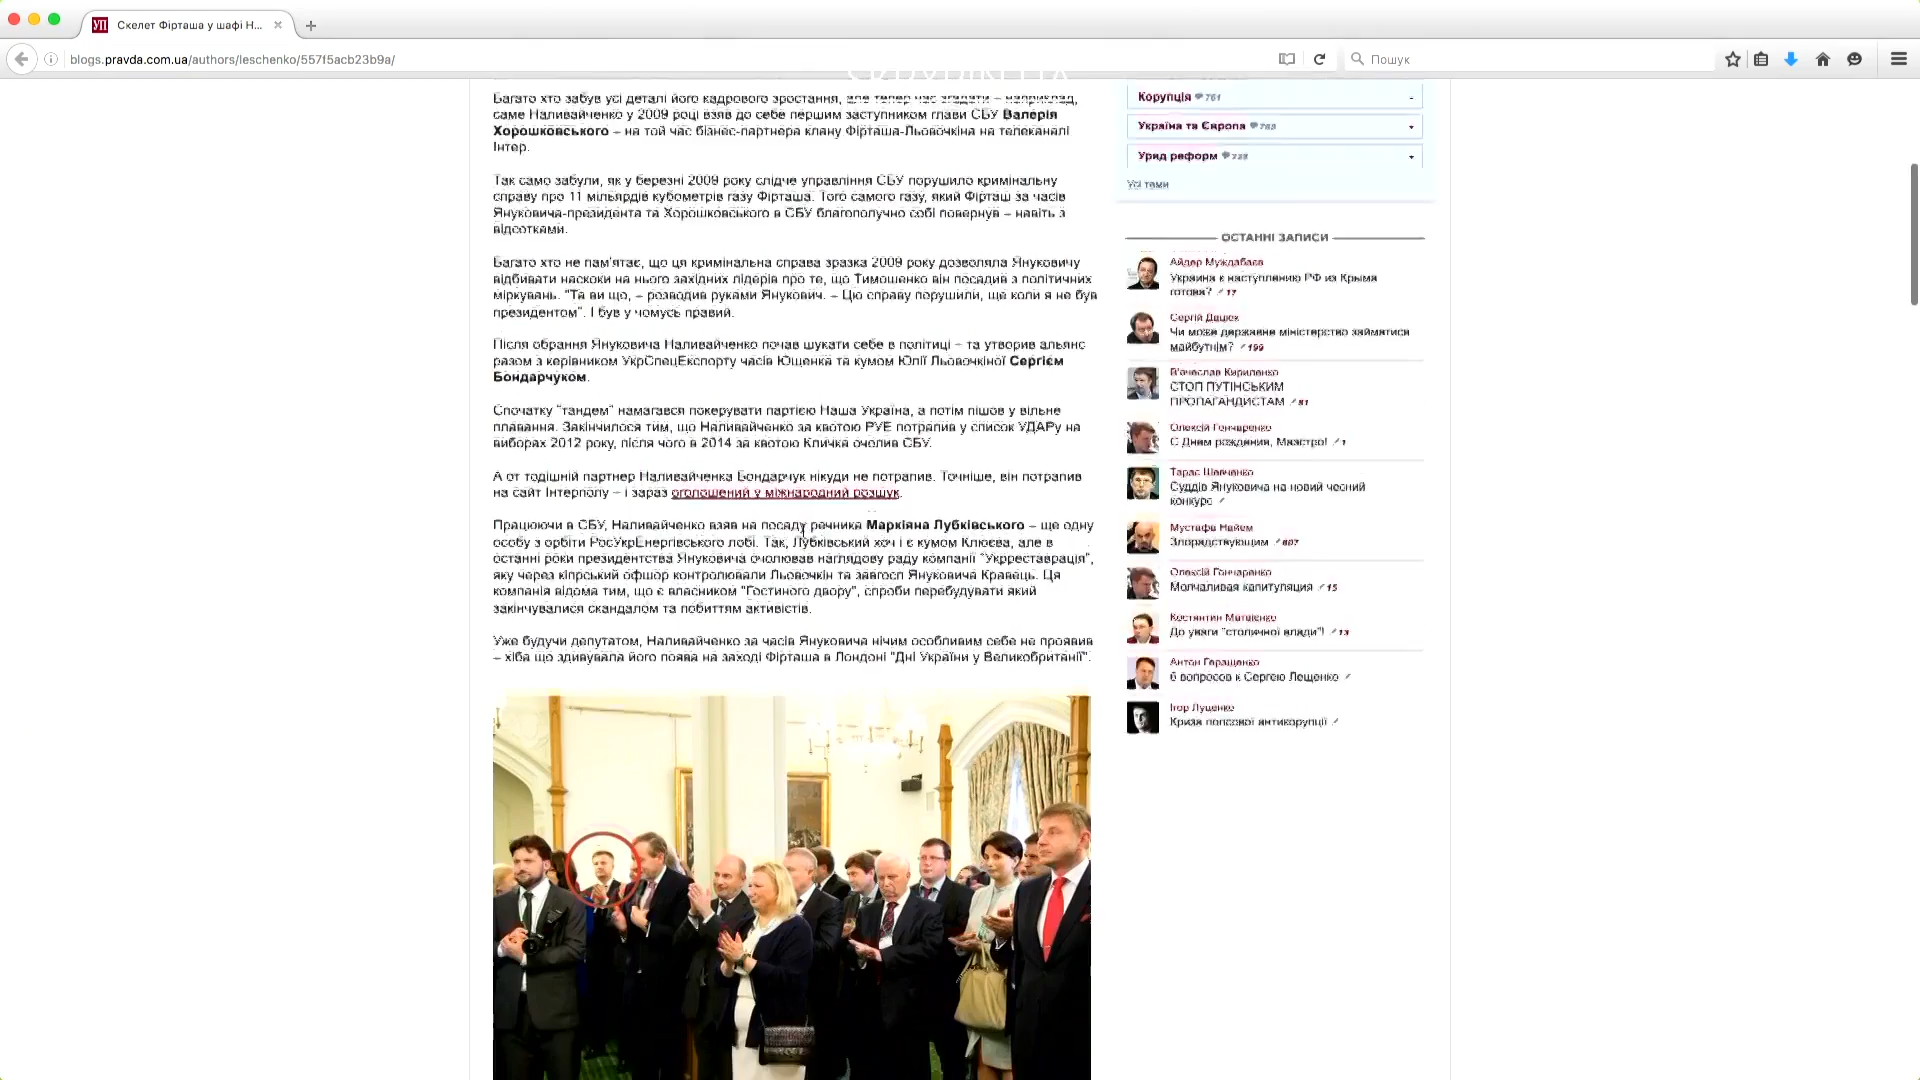 Скелет Фірташа у шафі Н...
blogs.pravda.com.ua/authors/leschenko/557f5acb23b9a/
Пошук
Багато хто забув усі деталі його кадрового зростання, але тепер час згадати – наприклад,
саме Наливайченко у 2009 році взяв до себе першим заступником глави СБУ Валерія
Хорошковського – на той час бізнес-партнера клану Фірташа-Льовочкіна на телеканалі
Інтер.
Так само забули, як у березні 2009 року слідче управління СБУ порушило кримінальну
справу про 11 мільярдів кубометрів газу Фірташа. Того самого газу, який Фірташ за часів
Януковича-президента та Хорошковського в СБУ благополучно собі повернув – навіть з
відсотками.
Багато хто не пам'ятає, що ця кримінальна справа зразка 2009 року дозволяла Януковичу
відбивати наскоки на нього західних лідерів про те, що Тимошенко він посадив з політичних
міркувань. "Та ви що, – розводив руками Янукович. – Цю справу порушили, ще коли я не був
президентом". І був у чомусь правий.
Після обрання Януковича Наливайченко почав шукати себе в політиці – та утворив альянс
разом з керівником УкрСпецЕкспорту часів Ющенка та кумом Юлії Льовочкіної Сергієм
Бондарчуком.
Спочатку "тандем" намагався покерувати партією Наша Україна, а потім пішов у вільне
плавання. Закінчилося тим, що Наливайченко за квотою РУЕ потрапив у список УДАРу на
виборах 2012 року, після чого в 2014 за квотою Кличка очолив СБУ.
А от тодішній партнер Наливайченка Бондарчук нікуди не потрапив. Точніше, він потрапив
на сайт Інтерполу – і зараз оголошений у міжнародний розшук.
Працюючи в СБУ, Наливайченко взяв на посаду речника Маркіяна Лубківського – ще одну
особу з орбіти РосУкрЕнергівського лобі. Так, Лубківський хоч і є кумом Клюєва, але в
останні роки президентства Януковича очолював наглядову раду компанії "Укрреставрація",
яку через кіпрський офшор контролювали Льовочкін та завгосп Януковича Кравець. Ця
компанія відома тим, що є власником "Гостиного двору", спроби перебудувати який
закінчувалися скандалом та побиттям активістів.
Уже будучи депутатом, Наливайченко за часів Януковича нічим особливим себе не проявив
– хіба що здивувала його поява на заході Фірташа в Лондоні "Дні України у Великобританії".
Корупція 761
Україна та Європа 763
Уряд реформ 723
Усі теми
ОСТАННІ ЗАПИСИ
Айдер Муждабаєв
Украина к наступлению РФ из Крыма
готова? 17
Сергій Дацюк
Чи може державне міністерство займатися
майбутнім? 199
В'ячеслав Кириленко
СТОП ПУТІНСЬКИМ
ПРОПАГАНДИСТАМ 81
Олексій Гончаренко
С Днем рождения, Маэстро! 1
Тарас Шевченко
Суддів Януковича на новий чесний
конкурс
Мустафа Найєм
Злорадствующим 607
Олексій Гончаренко
Молчаливая капитуляция 15
Костянтин Матвієнко
До уваги "столичної влади"! 13
Антон Геращенко
6 вопросов к Сергею Лещенко
Ігор Луценко
Криза попсової антикорупції